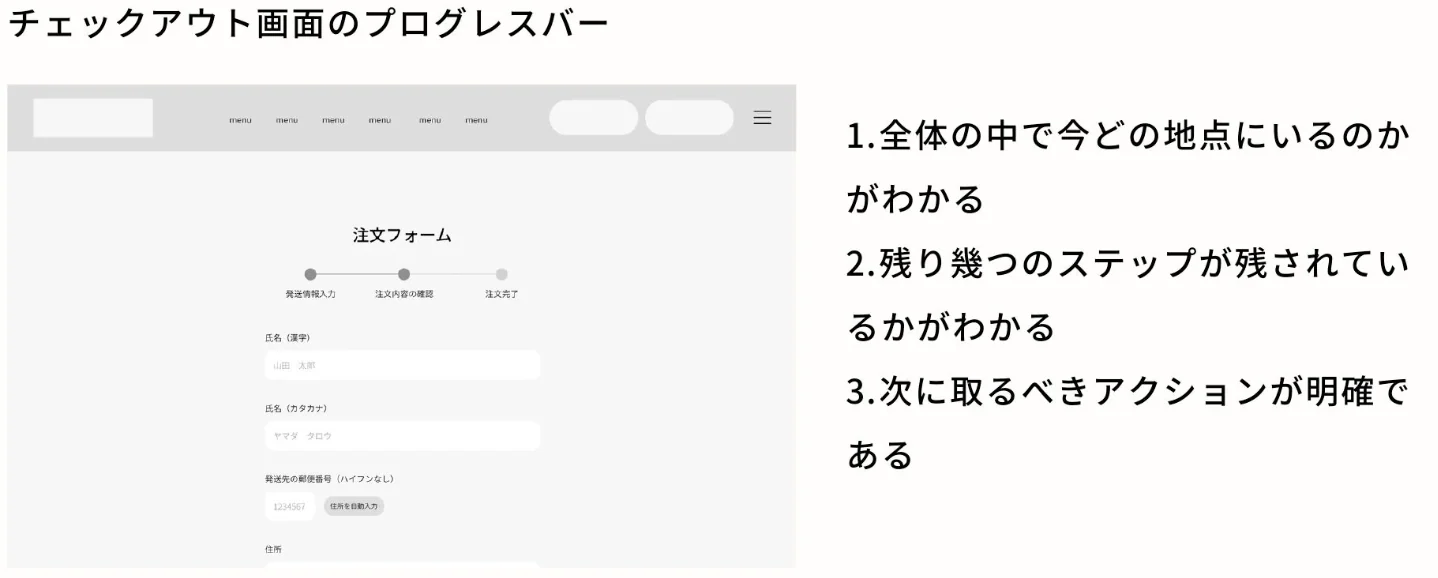 チェックアウト画面のプログレスバー
menu menu menu menu menu menu
注文フォーム
発送情報入力 注文内容の確認 注文完了
氏名（漢字）
山田　太郎
氏名（カタカナ）
ヤマダ　タロウ
発送先の郵便番号（ハイフンなし）
1234567 住所を自動入力
住所
1.全体の中で今どの地点にいるのか
がわかる
2.残り幾つのステップが残されてい
るかがわかる
3.次に取るべきアクションが明確で
ある